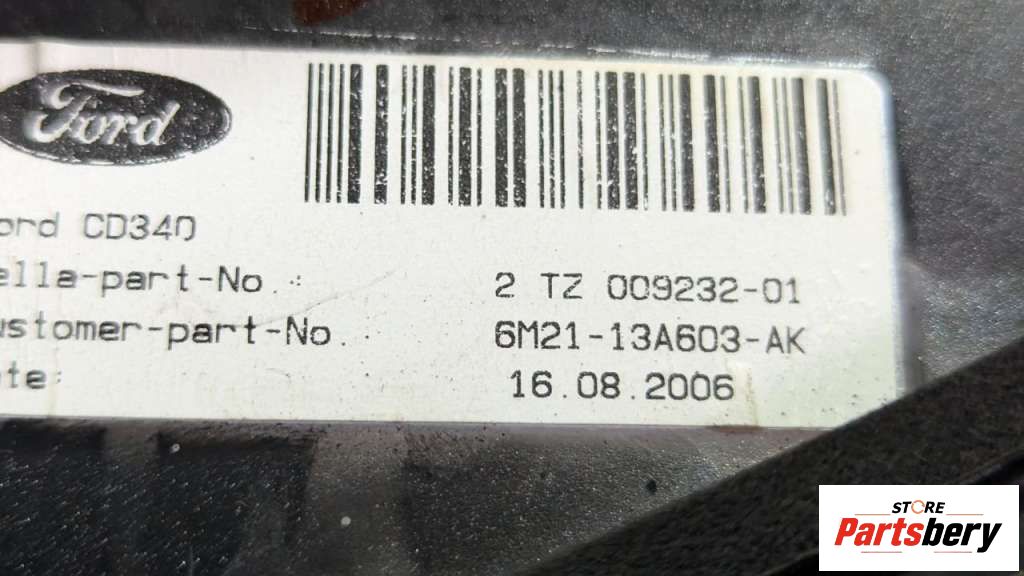 Ford
ord CD340
ella-part-No.:
2 TZ 009232-01
ustomer-part-No.
6M21-13A603-AK
ate:
16.08.2006
STORE
Partsbery